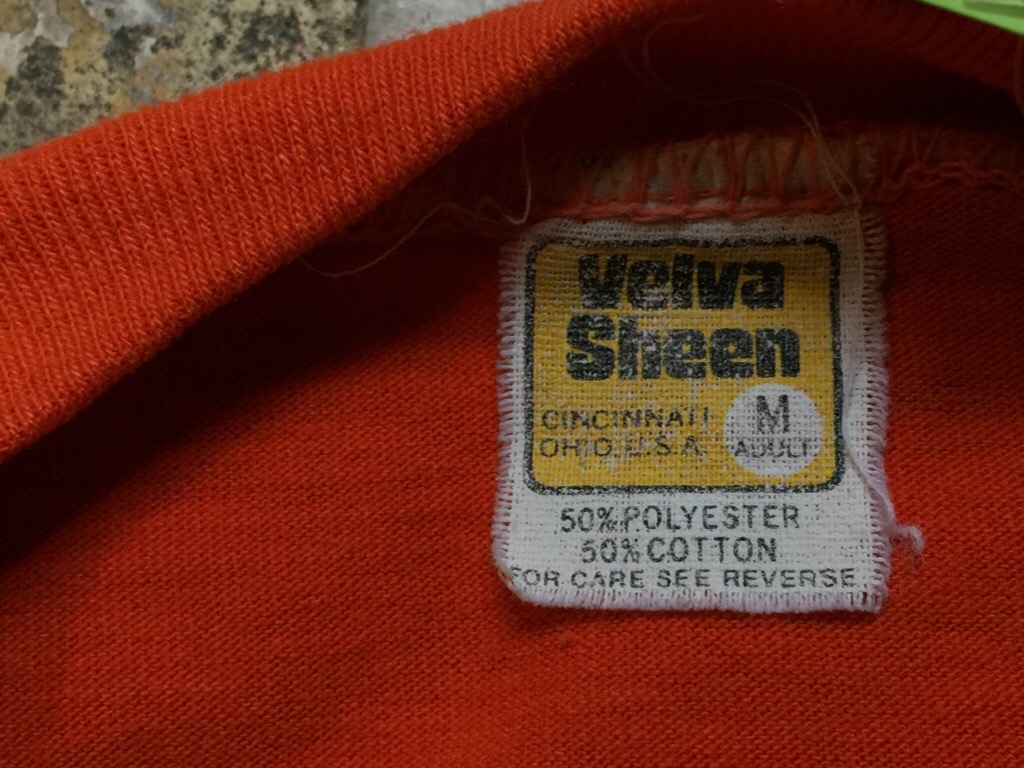 Velva
Sheen
CINCINNATI
OHIO, U.S.A.
M
ADULT
50% POLYESTER
50% COTTON
FOR CARE SEE REVERSE